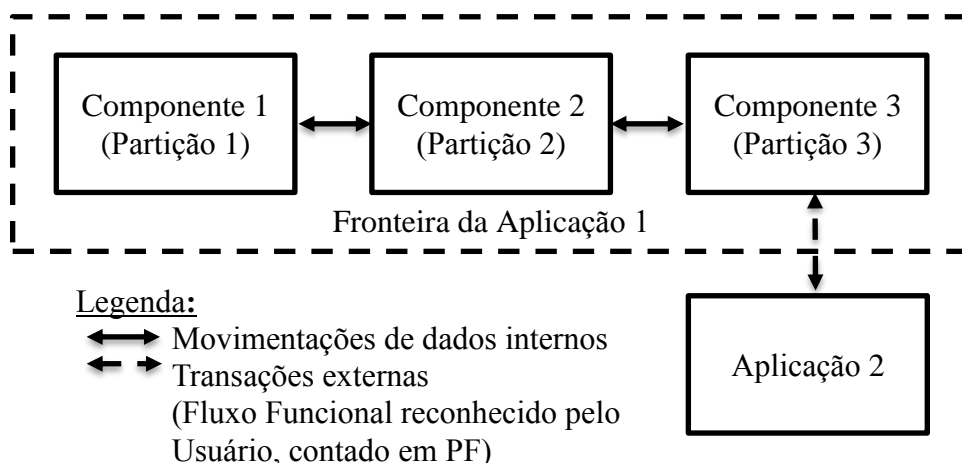 Componente 1
(Partição 1)
Componente 2
(Partição 2)
Componente 3
(Partição 3)
Fronteira da Aplicação 1
Legenda:
Movimentações de dados internos
Transações externas
(Fluxo Funcional reconhecido pelo
Usuário, contado em PF)
Aplicação 2